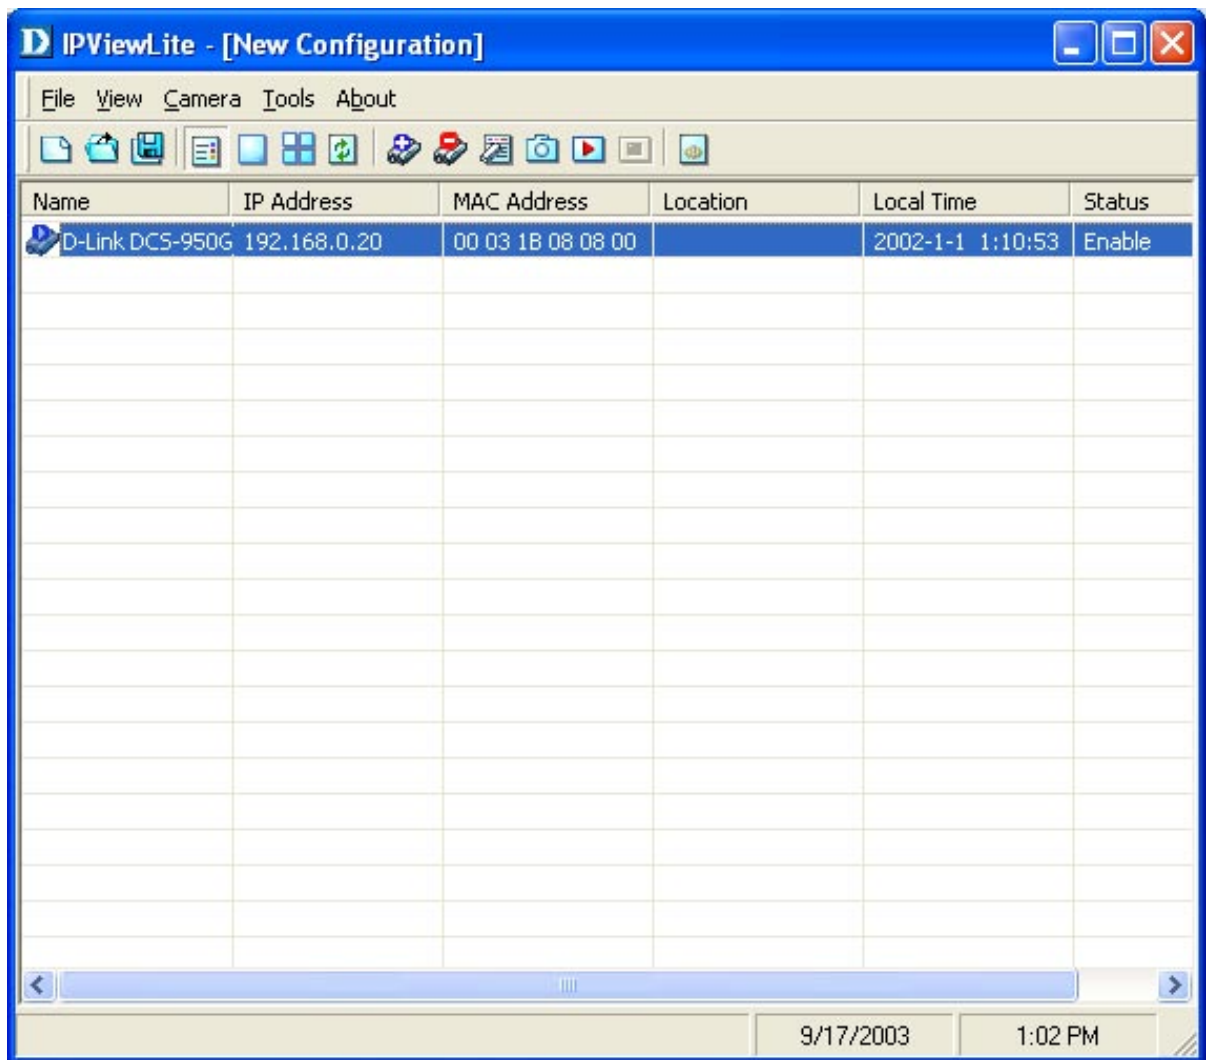 IPViewLite - [New Configuration]
File View Camera Tools About
Name IP Address MAC Address Location Local Time Status
D-Link DCS-950G 192.168.0.20 00 03 1B 08 08 00 2002-1-1 1:10:53 Enable
9/17/2003 1:02 PM